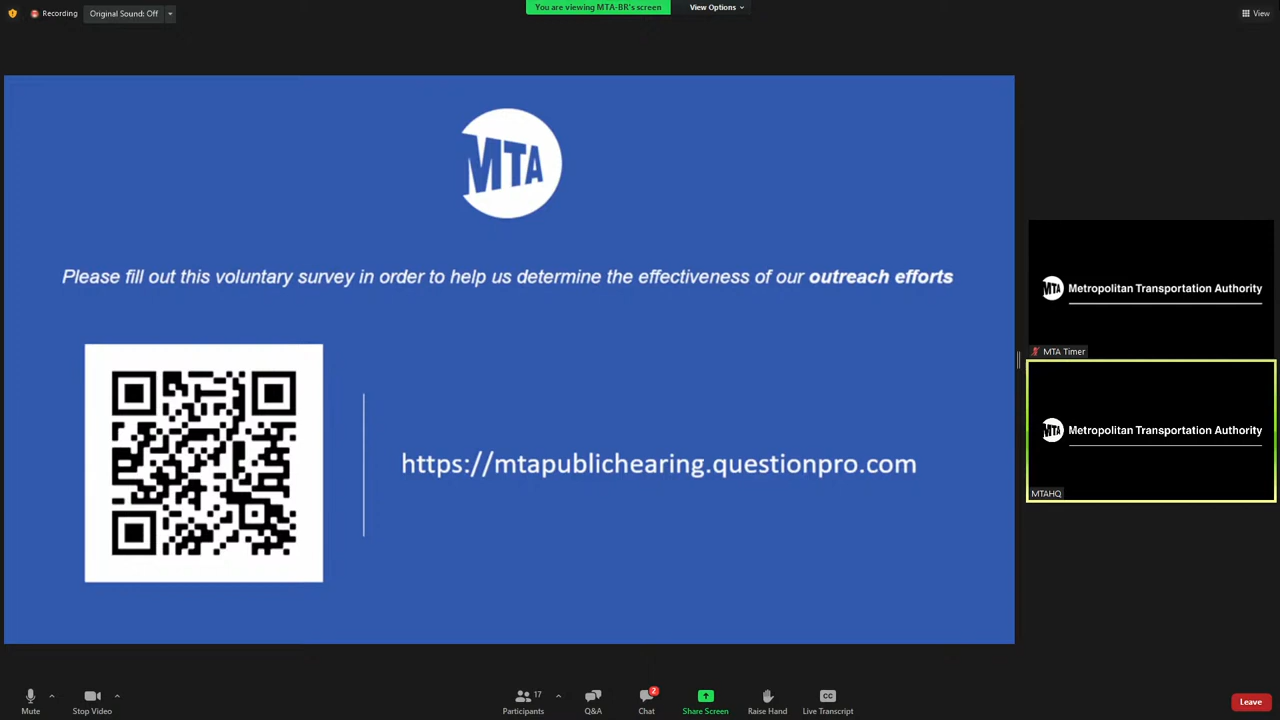 Recording
Original Sound: Off
You are viewing MTA-BR's screen
View Options
View
MTA
Please fill out this voluntary survey in order to help us determine the effectiveness of our outreach efforts
https://mtapublichearing.questionpro.com
MTA Metropolitan Transportation Authority
MTA Timer
MTA Metropolitan Transportation Authority
MTAHQ
Mute
Stop Video
Participants 17
Q&A
Chat 2
Share Screen
Raise Hand
CC Live Transcript
Leave